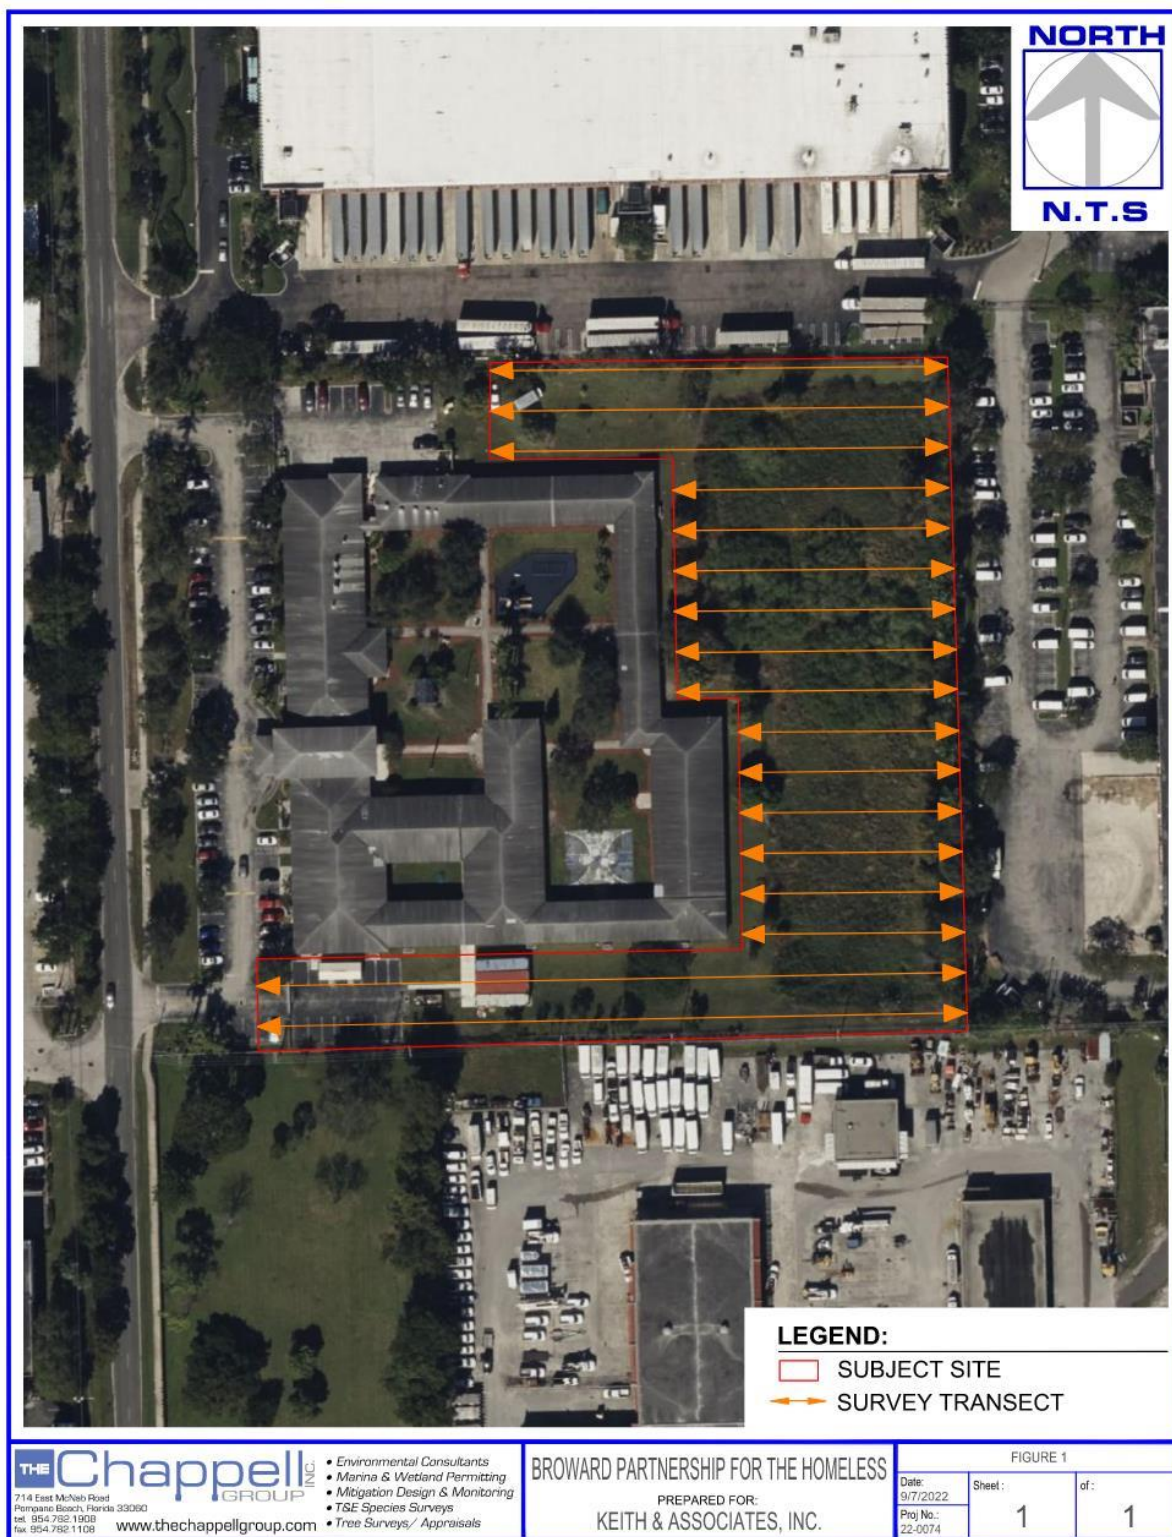 NORTH
N.T.S
LEGEND:
SUBJECT SITE
SURVEY TRANSECT
THE Chappell INC.
GROUP
714 East McNab Road
Pompano Beach, Florida 33060
tel. 954.782.1908
fax. 954.782.1108
www.thechappellgroup.com
• Environmental Consultants
• Marina & Wetland Permitting
• Mitigation Design & Monitoring
• T&E Species Surveys
• Tree Surveys/ Appraisals
BROWARD PARTNERSHIP FOR THE HOMELESS
PREPARED FOR:
KEITH & ASSOCIATES, INC.
FIGURE 1
Date:
9/7/2022
Proj No.:
22-0074
Sheet :
1
of :
1